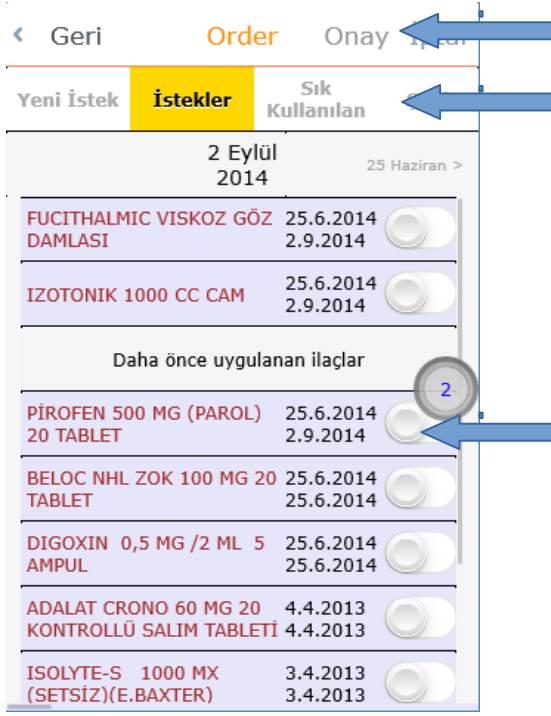 Geri Order Onay
Yeni İstek İstekler Sık
Kullanılan
2 Eylül
2014
25 Haziran >
FUCITHALMIC VISKOZ GÖZ 25.6.2014
DAMLASI 2.9.2014
IZOTONIK 1000 CC CAM 25.6.2014
2.9.2014
Daha önce uygulanan ilaçlar
2
PİROFEN 500 MG (PAROL) 25.6.2014
20 TABLET 2.9.2014
BELOC NHL ZOK 100 MG 20 25.6.2014
TABLET 25.6.2014
DIGOXIN 0,5 MG /2 ML 5 25.6.2014
AMPUL 25.6.2014
ADALAT CRONO 60 MG 20 4.4.2013
KONTROLLÜ SALIM TABLETİ 4.4.2013
ISOLYTE-S 1000 MX 3.4.2013
(SETSİZ)(E.BAXTER) 3.4.2013